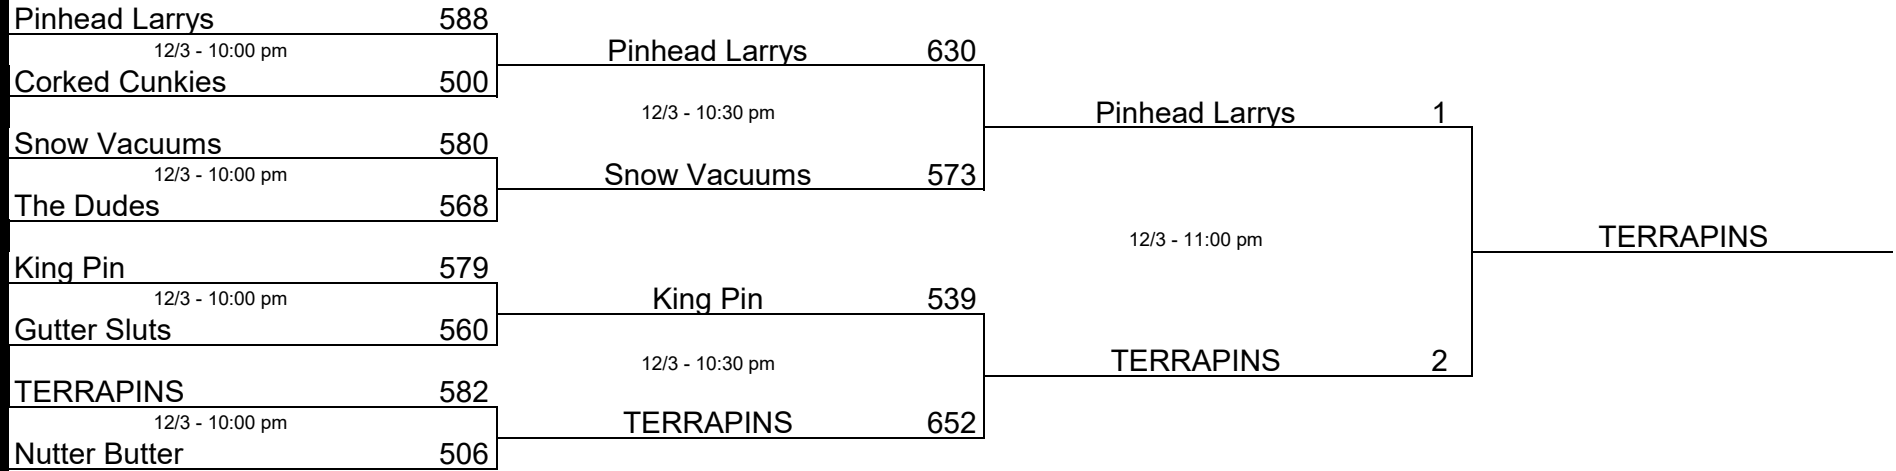 Pinhead Larrys 588
12/3 - 10:00 pm
Corked Cunkies 500
Snow Vacuums 580
12/3 - 10:00 pm
The Dudes 568
King Pin 579
12/3 - 10:00 pm
Gutter Sluts 560
TERRAPINS 582
12/3 - 10:00 pm
Nutter Butter 506
Pinhead Larrys 630
12/3 - 10:30 pm
Snow Vacuums 573
King Pin 539
12/3 - 10:30 pm
TERRAPINS 652
Pinhead Larrys 1
12/3 - 11:00 pm
TERRAPINS 2
TERRAPINS